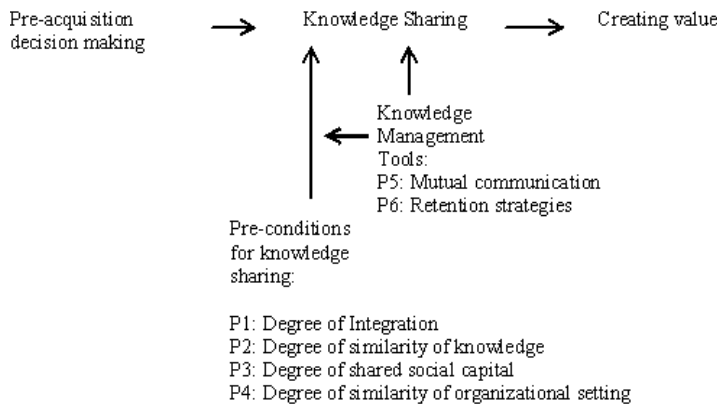 Pre-acquisition
decision making
Knowledge Sharing
Creating value
Knowledge
Management
Tools:
P5: Mutual communication
P6: Retention strategies
Pre-conditions
for knowledge
sharing:
P1: Degree of Integration
P2: Degree of similarity of knowledge
P3: Degree of shared social capital
P4: Degree of similarity of organizational setting